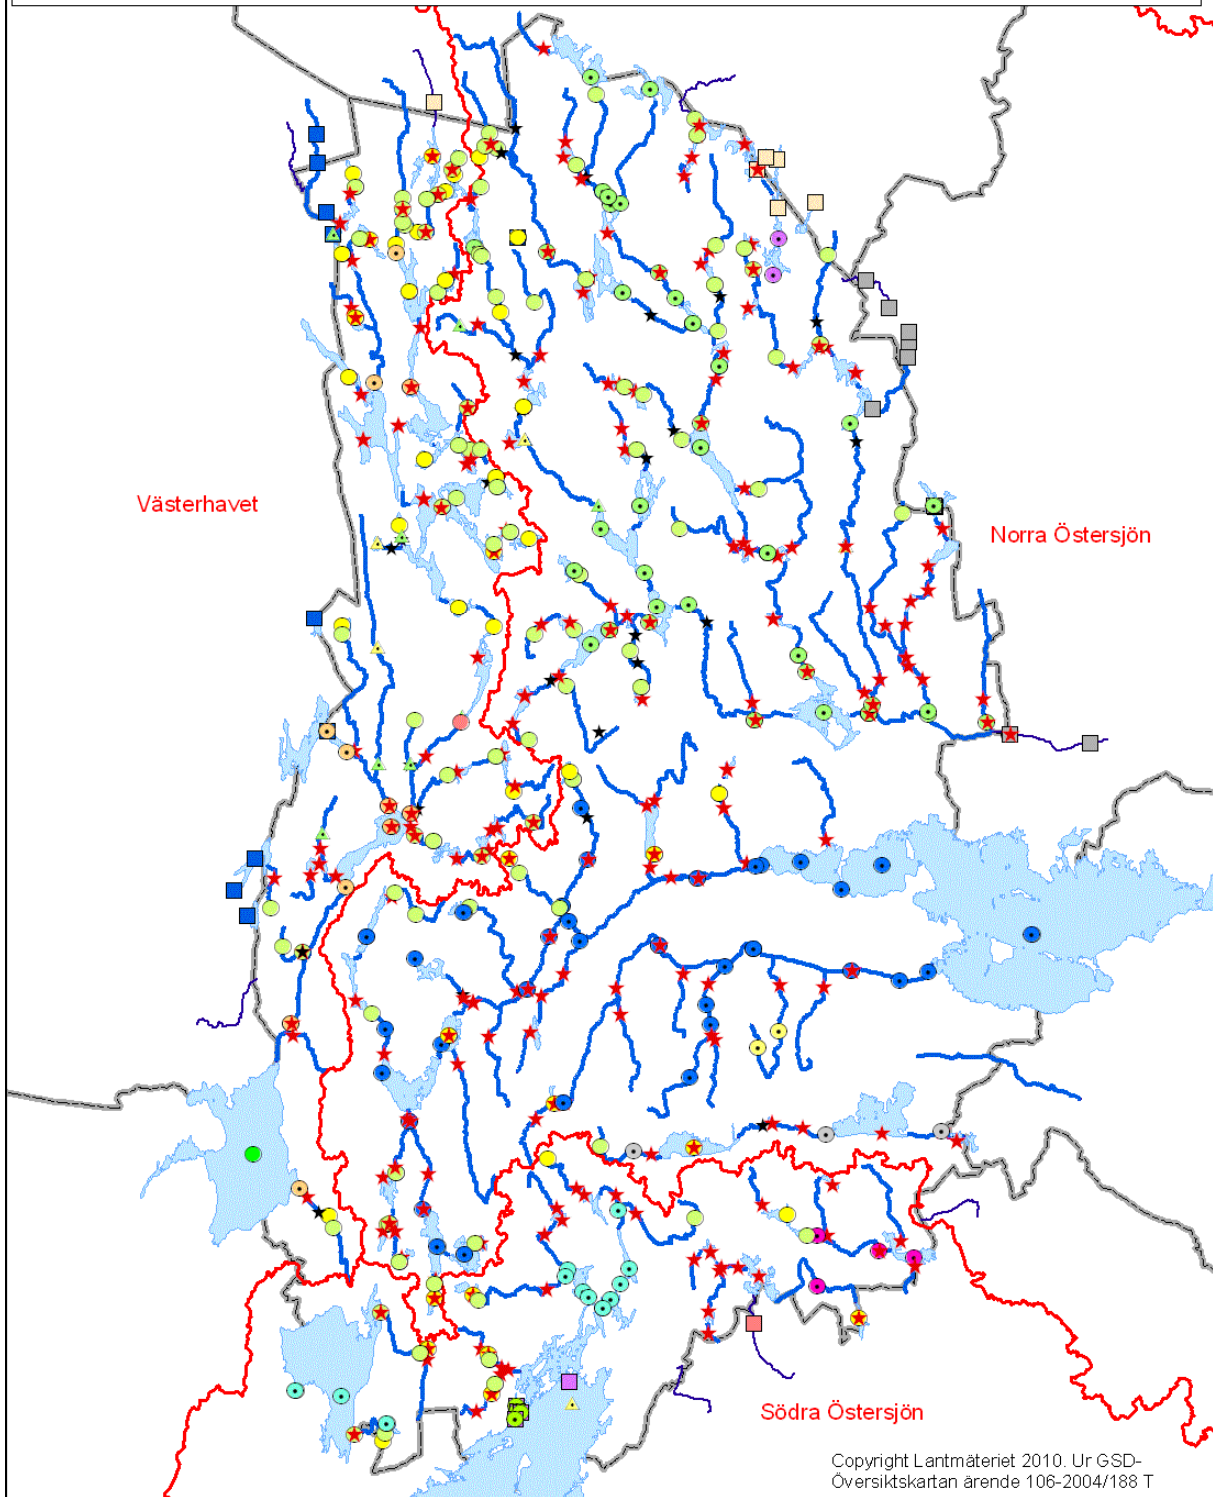 Västerhavet
Norra Östersjön
Södra Östersjön
Copyright Lantmäteriet 2010. Ur GSD-
Översiktskartan ärende 106-2004/188 T